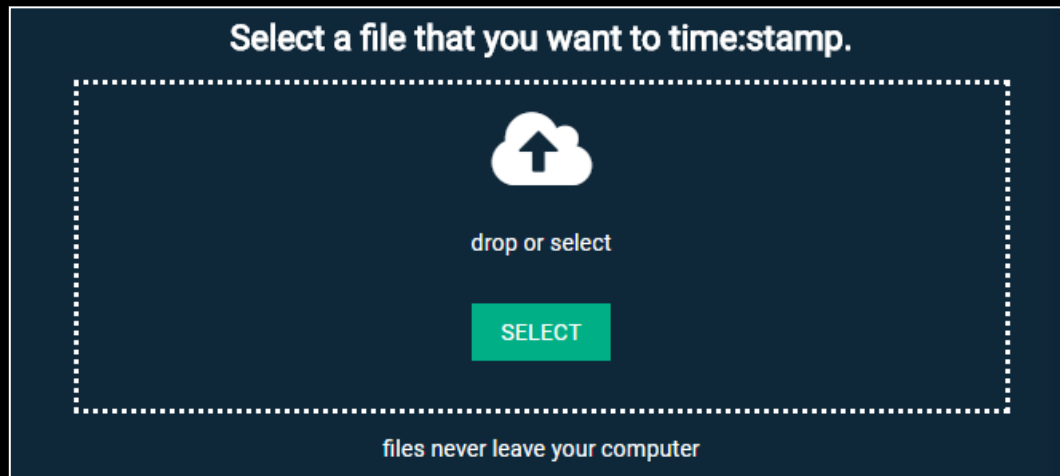 Select a file that you want to time:stamp.
drop or select
SELECT
files never leave your computer